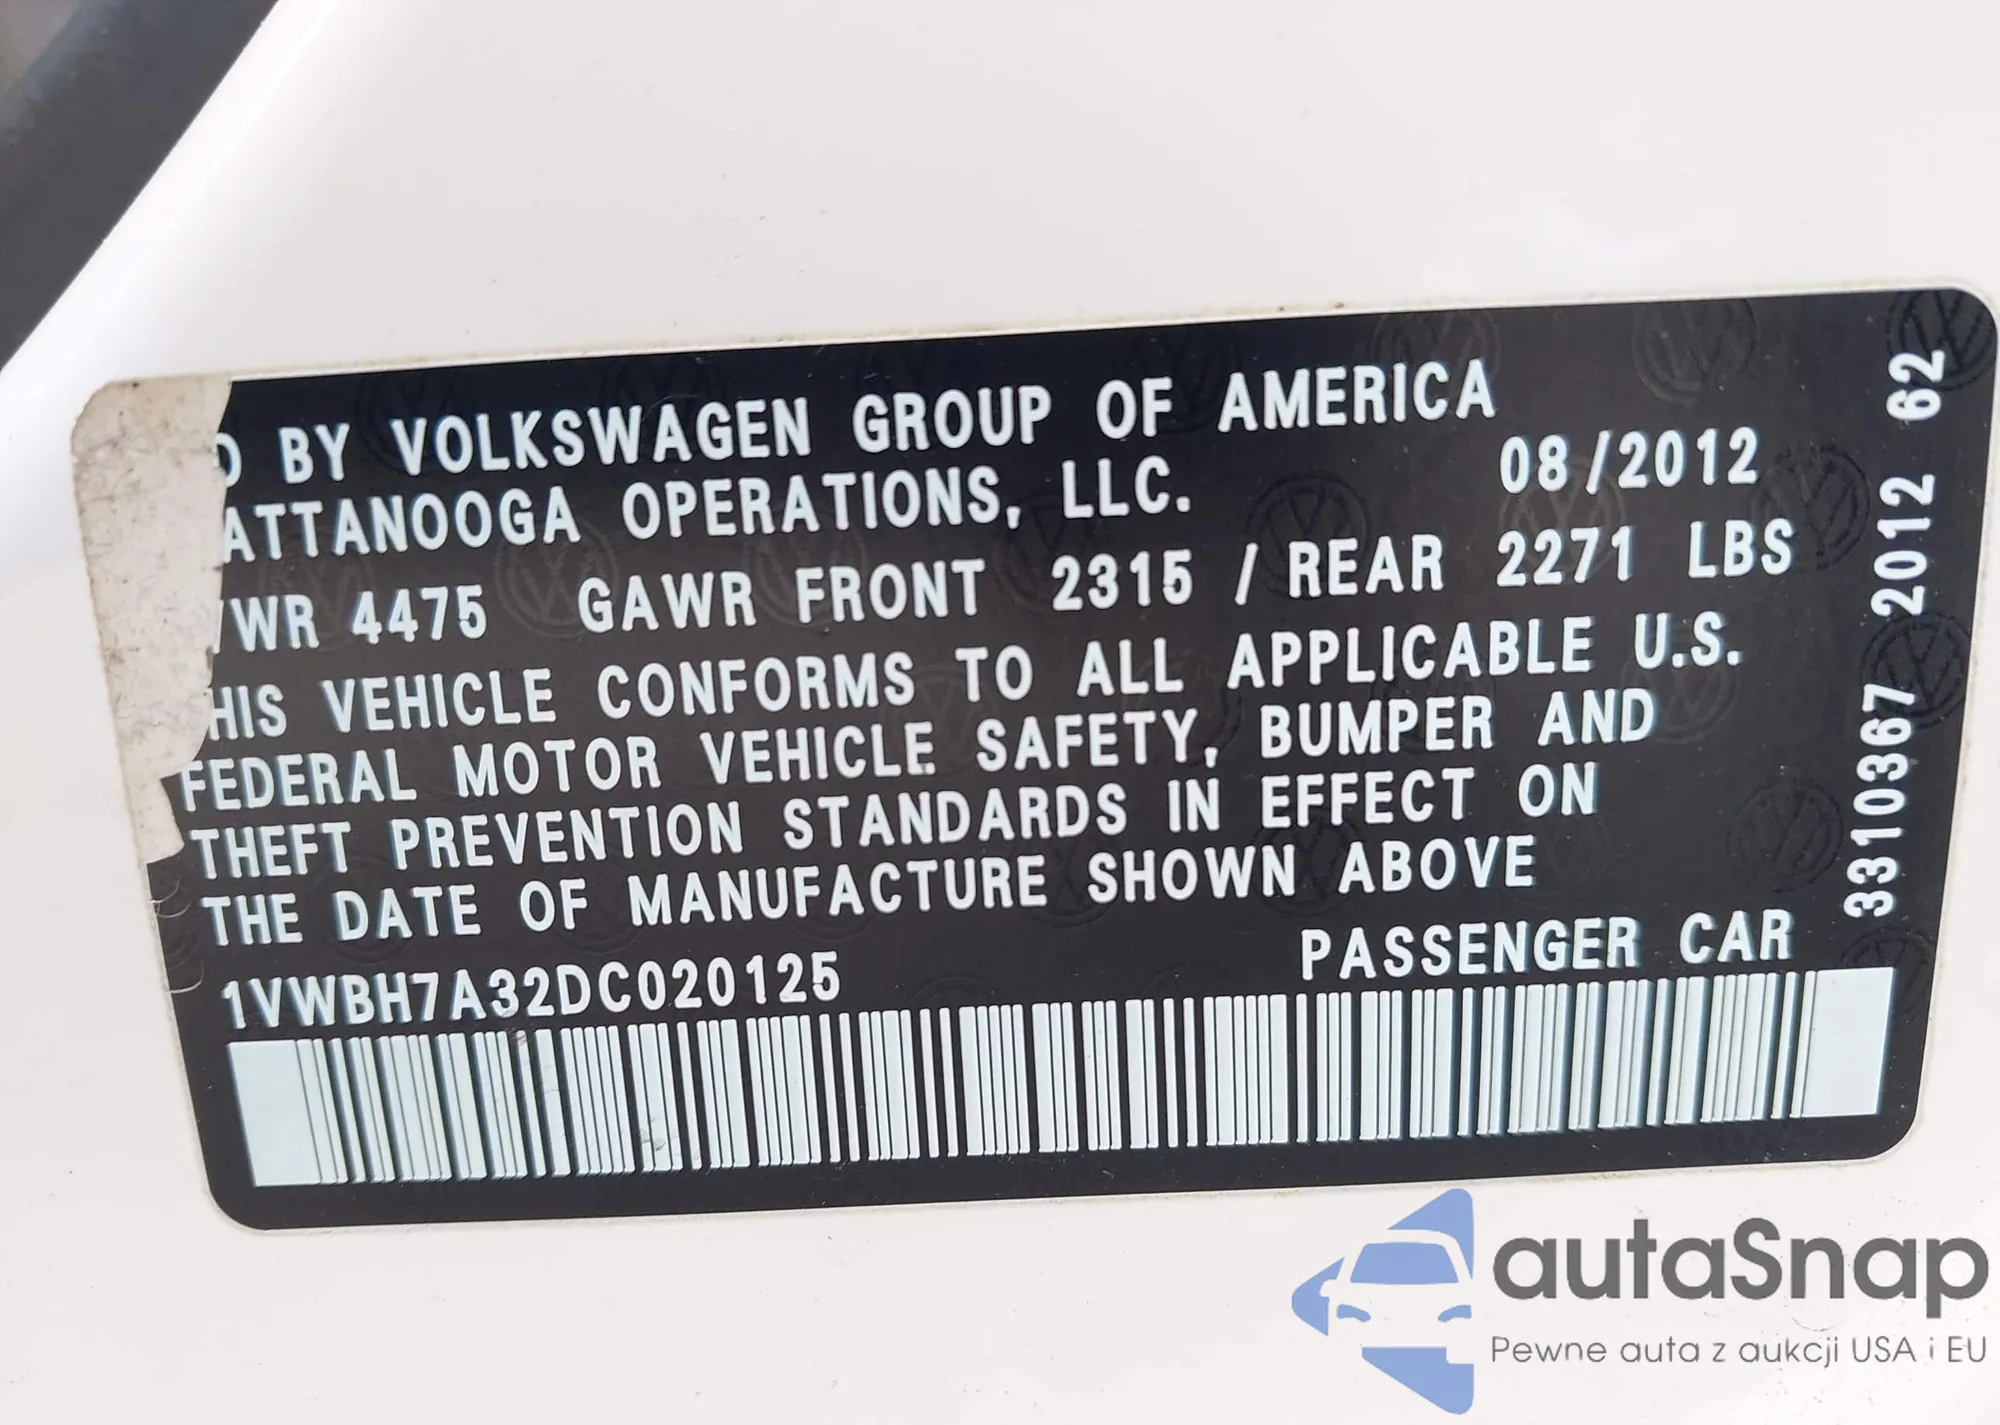 D BY VOLKSWAGEN GROUP OF AMERICA
ATTANOOGA OPERATIONS, LLC. 08/2012
VWR 4475 GAWR FRONT 2315 / REAR 2271 LBS
HIS VEHICLE CONFORMS TO ALL APPLICABLE U.S.
FEDERAL MOTOR VEHICLE SAFETY, BUMPER AND
THEFT PREVENTION STANDARDS IN EFFECT ON
THE DATE OF MANUFACTURE SHOWN ABOVE
1VWBH7A32DC020125 PASSENGER CAR
3310367 2012 62
autaSnap
Pewne auta z aukcji USA i EU